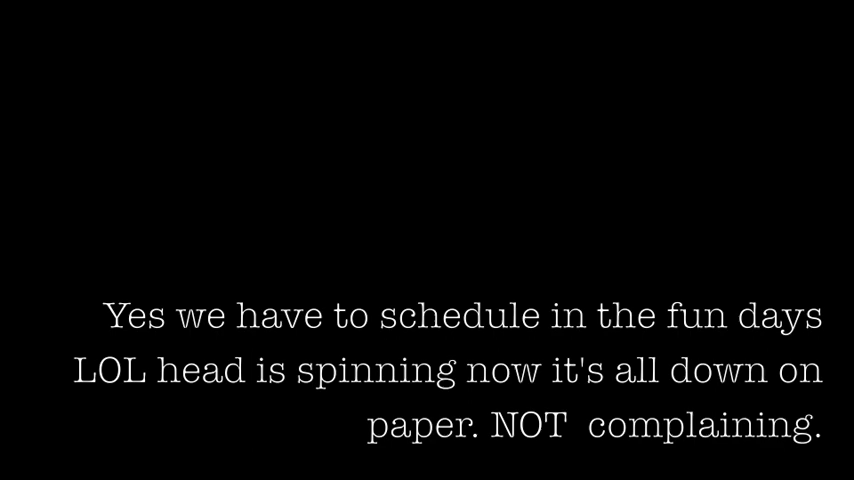 Yes we have to schedule in the fun days
LOL head is spinning now it's all down on
paper. NOT  complaining.